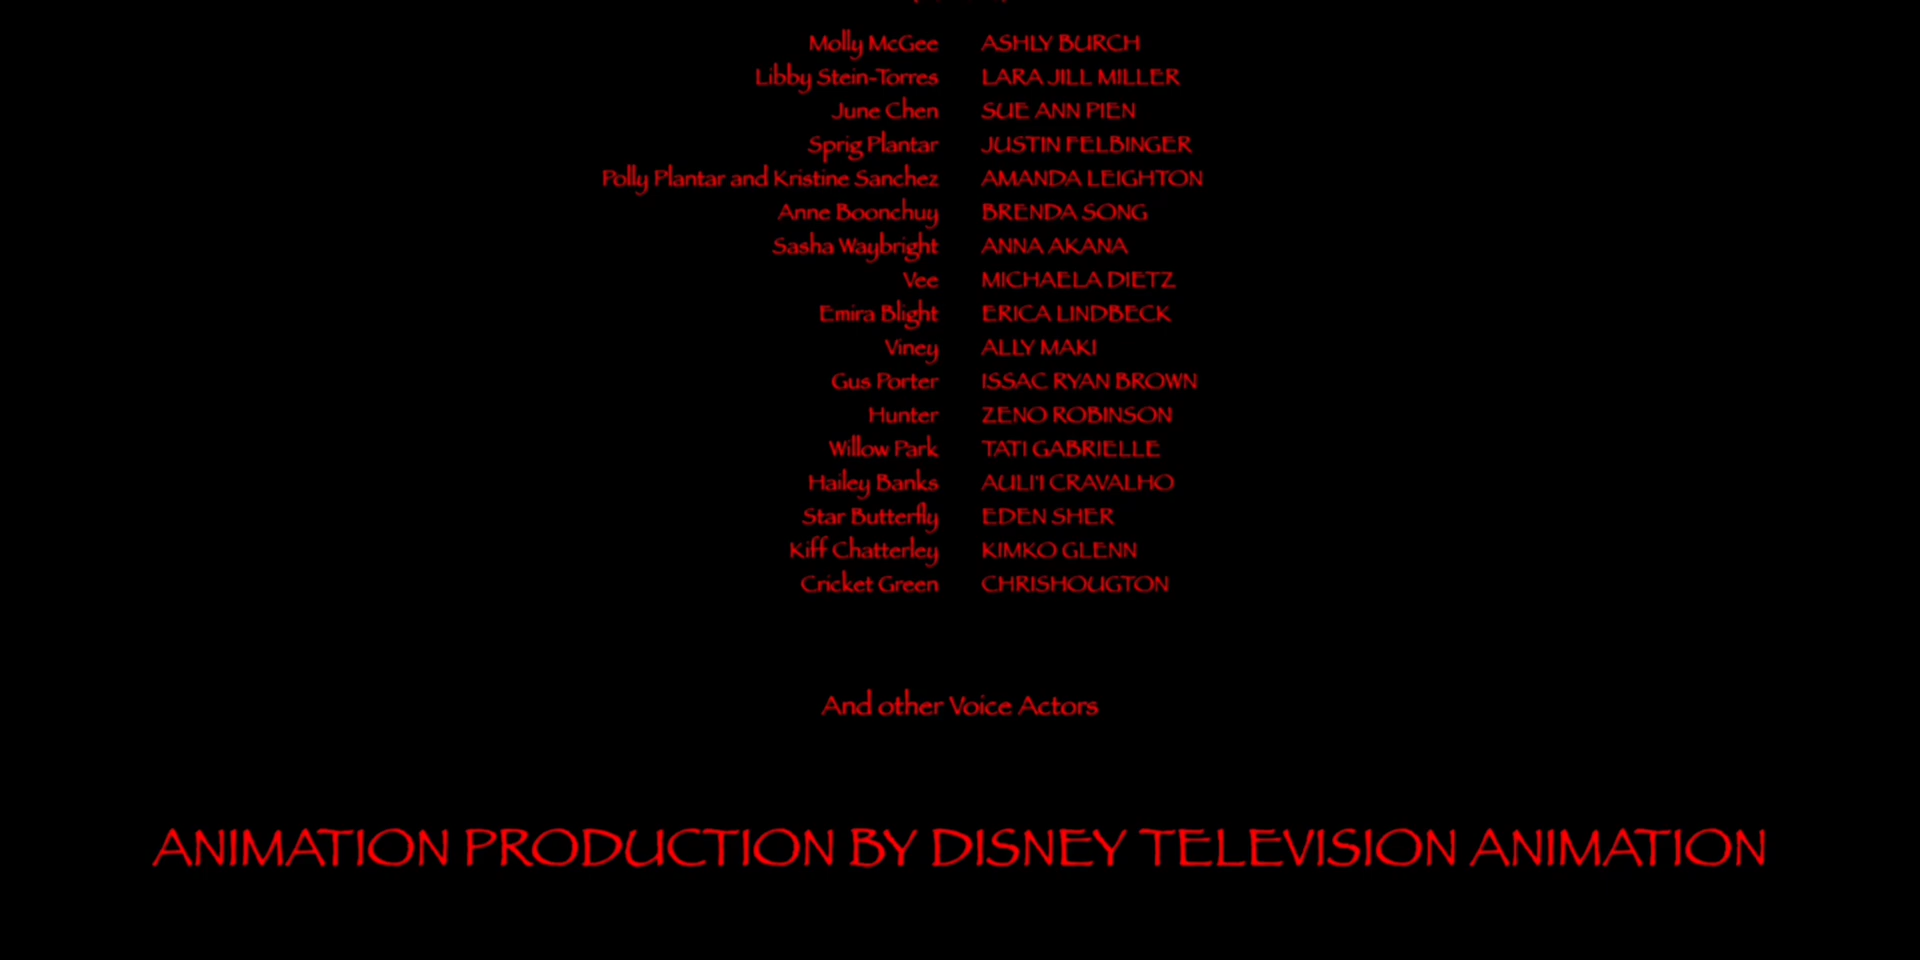 Molly McGee ASHLY BURCH
Libby Stein-Torres LARA JILL MILLER
June Chen SUE ANN PIEN
Sprig Plantar JUSTIN FELBINGER
Polly Plantar and Kristine Sanchez AMANDA LEIGHTON
Anne Boonchuy BRENDA SONG
Sasha Waybright ANNA AKANA
Vee MICHAELA DIETZ
Emira Blight ERICA LINDBECK
Viney ALLY MAKI
Gus Porter ISSAC RYAN BROWN
Hunter ZENO ROBINSON
Willow Park TATI GABRIELLE
Hailey Banks AULI'I CRAVALHO
Star Butterfly EDEN SHER
Kiff Chatterley KIMKO GLENN
Cricket Green CHRISHOUGTON
And other Voice Actors
ANIMATION PRODUCTION BY DISNEY TELEVISION ANIMATION